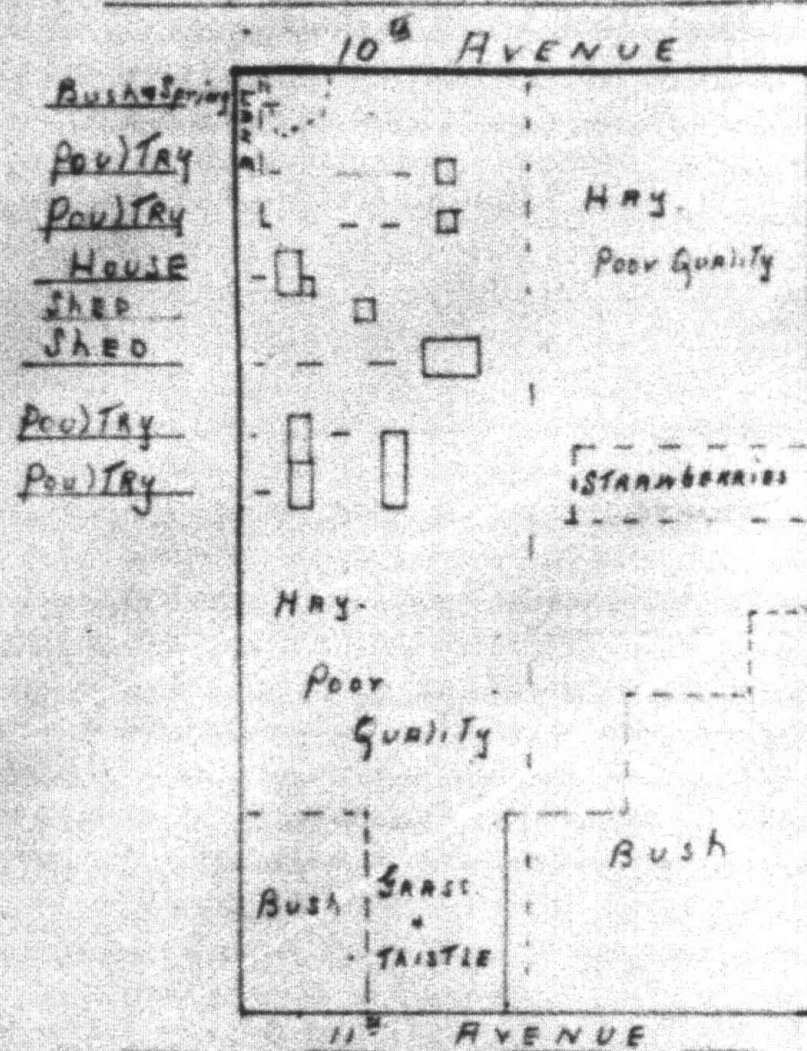 10th AVENUE
Bush & Spring
LANE
PoulTRy
PoulTRy
HOUSE
ShED
ShED
PoulTRy
PoulTRy
HAY.
Poor QuaLiTy
STRAWBERRIES
HAY.
Poor
QuaLiTy
Bush
GRASS
&
THISTLE
Bush
11th AVENUE